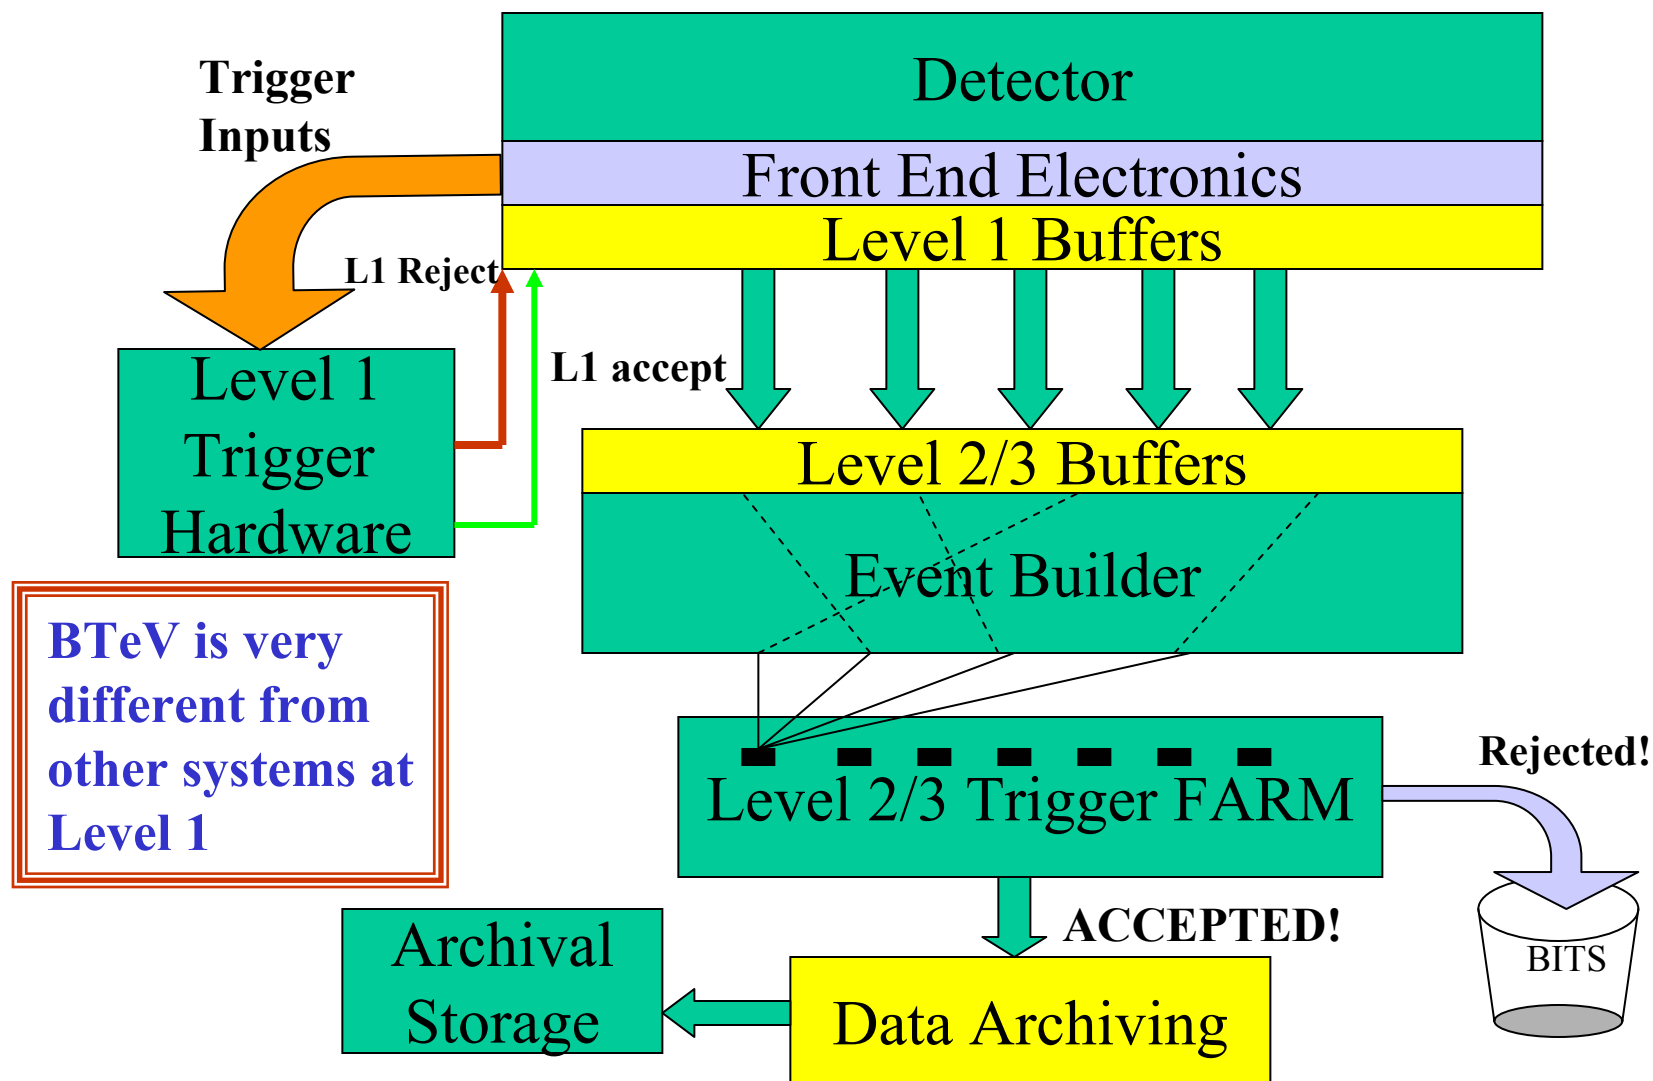 Detector
Trigger
Inputs
Front End Electronics
Level 1 Buffers
L1 Reject
L1 accept
Level 1
Trigger
Hardware
Level 2/3 Buffers
Event Builder
BTeV is very
different from
other systems at
Level 1
Level 2/3 Trigger FARM
Rejected!
ACCEPTED!
BITS
Archival
Storage
Data Archiving